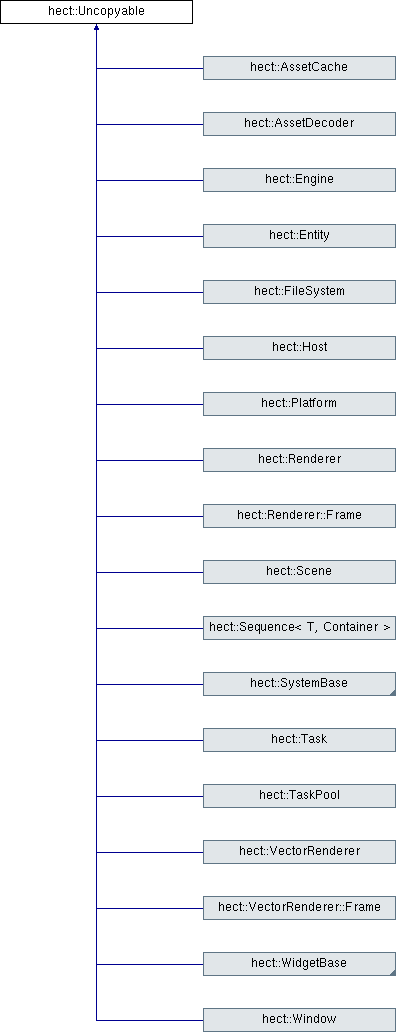 hect::Uncopyable
hect::AssetCache
hect::AssetDecoder
hect::Engine
hect::Entity
hect::FileSystem
hect::Host
hect::Platform
hect::Renderer
hect::Renderer::Frame
hect::Scene
hect::Sequence< T, Container >
hect::SystemBase
hect::Task
hect::TaskPool
hect::VectorRenderer
hect::VectorRenderer::Frame
hect::WidgetBase
hect::Window